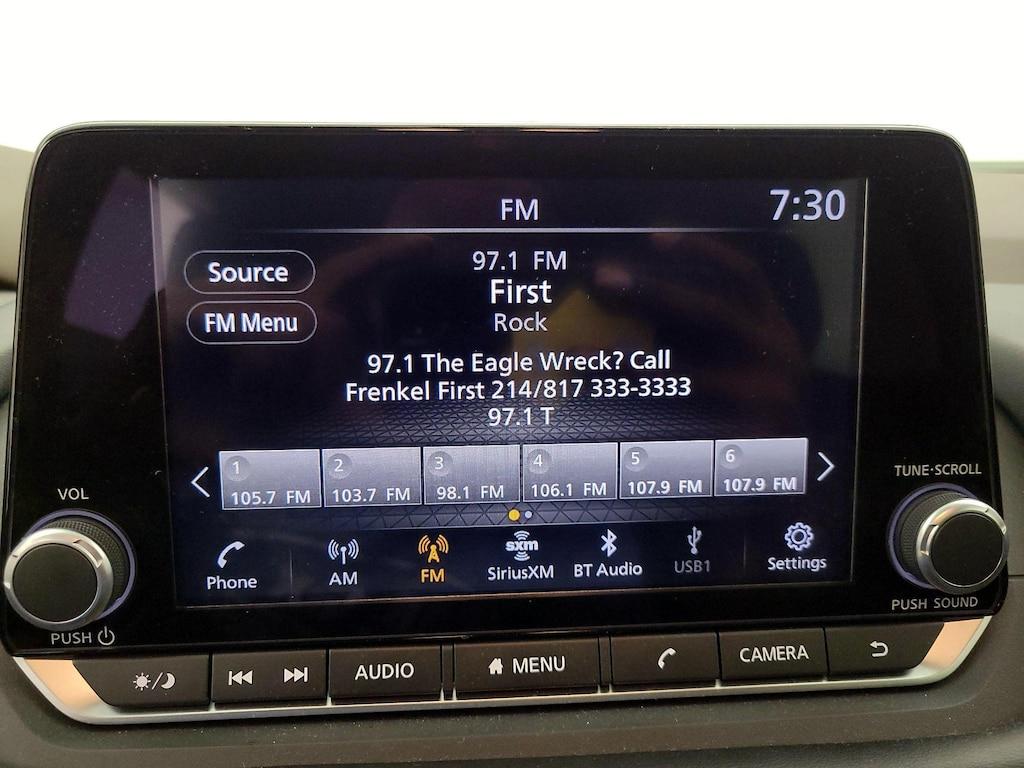 FM
7:30
Source
FM Menu
97.1 FM
First
Rock
97.1 The Eagle Wreck? Call
Frenkel First 214/817 333-3333
97.1 T
1
105.7 FM
2
103.7 FM
3
98.1 FM
4
106.1 FM
5
107.9 FM
6
107.9 FM
Phone
AM
FM
sxm
SiriusXM
BT Audio
USB1
Settings
VOL
PUSH
TUNE·SCROLL
PUSH SOUND
AUDIO
MENU
CAMERA